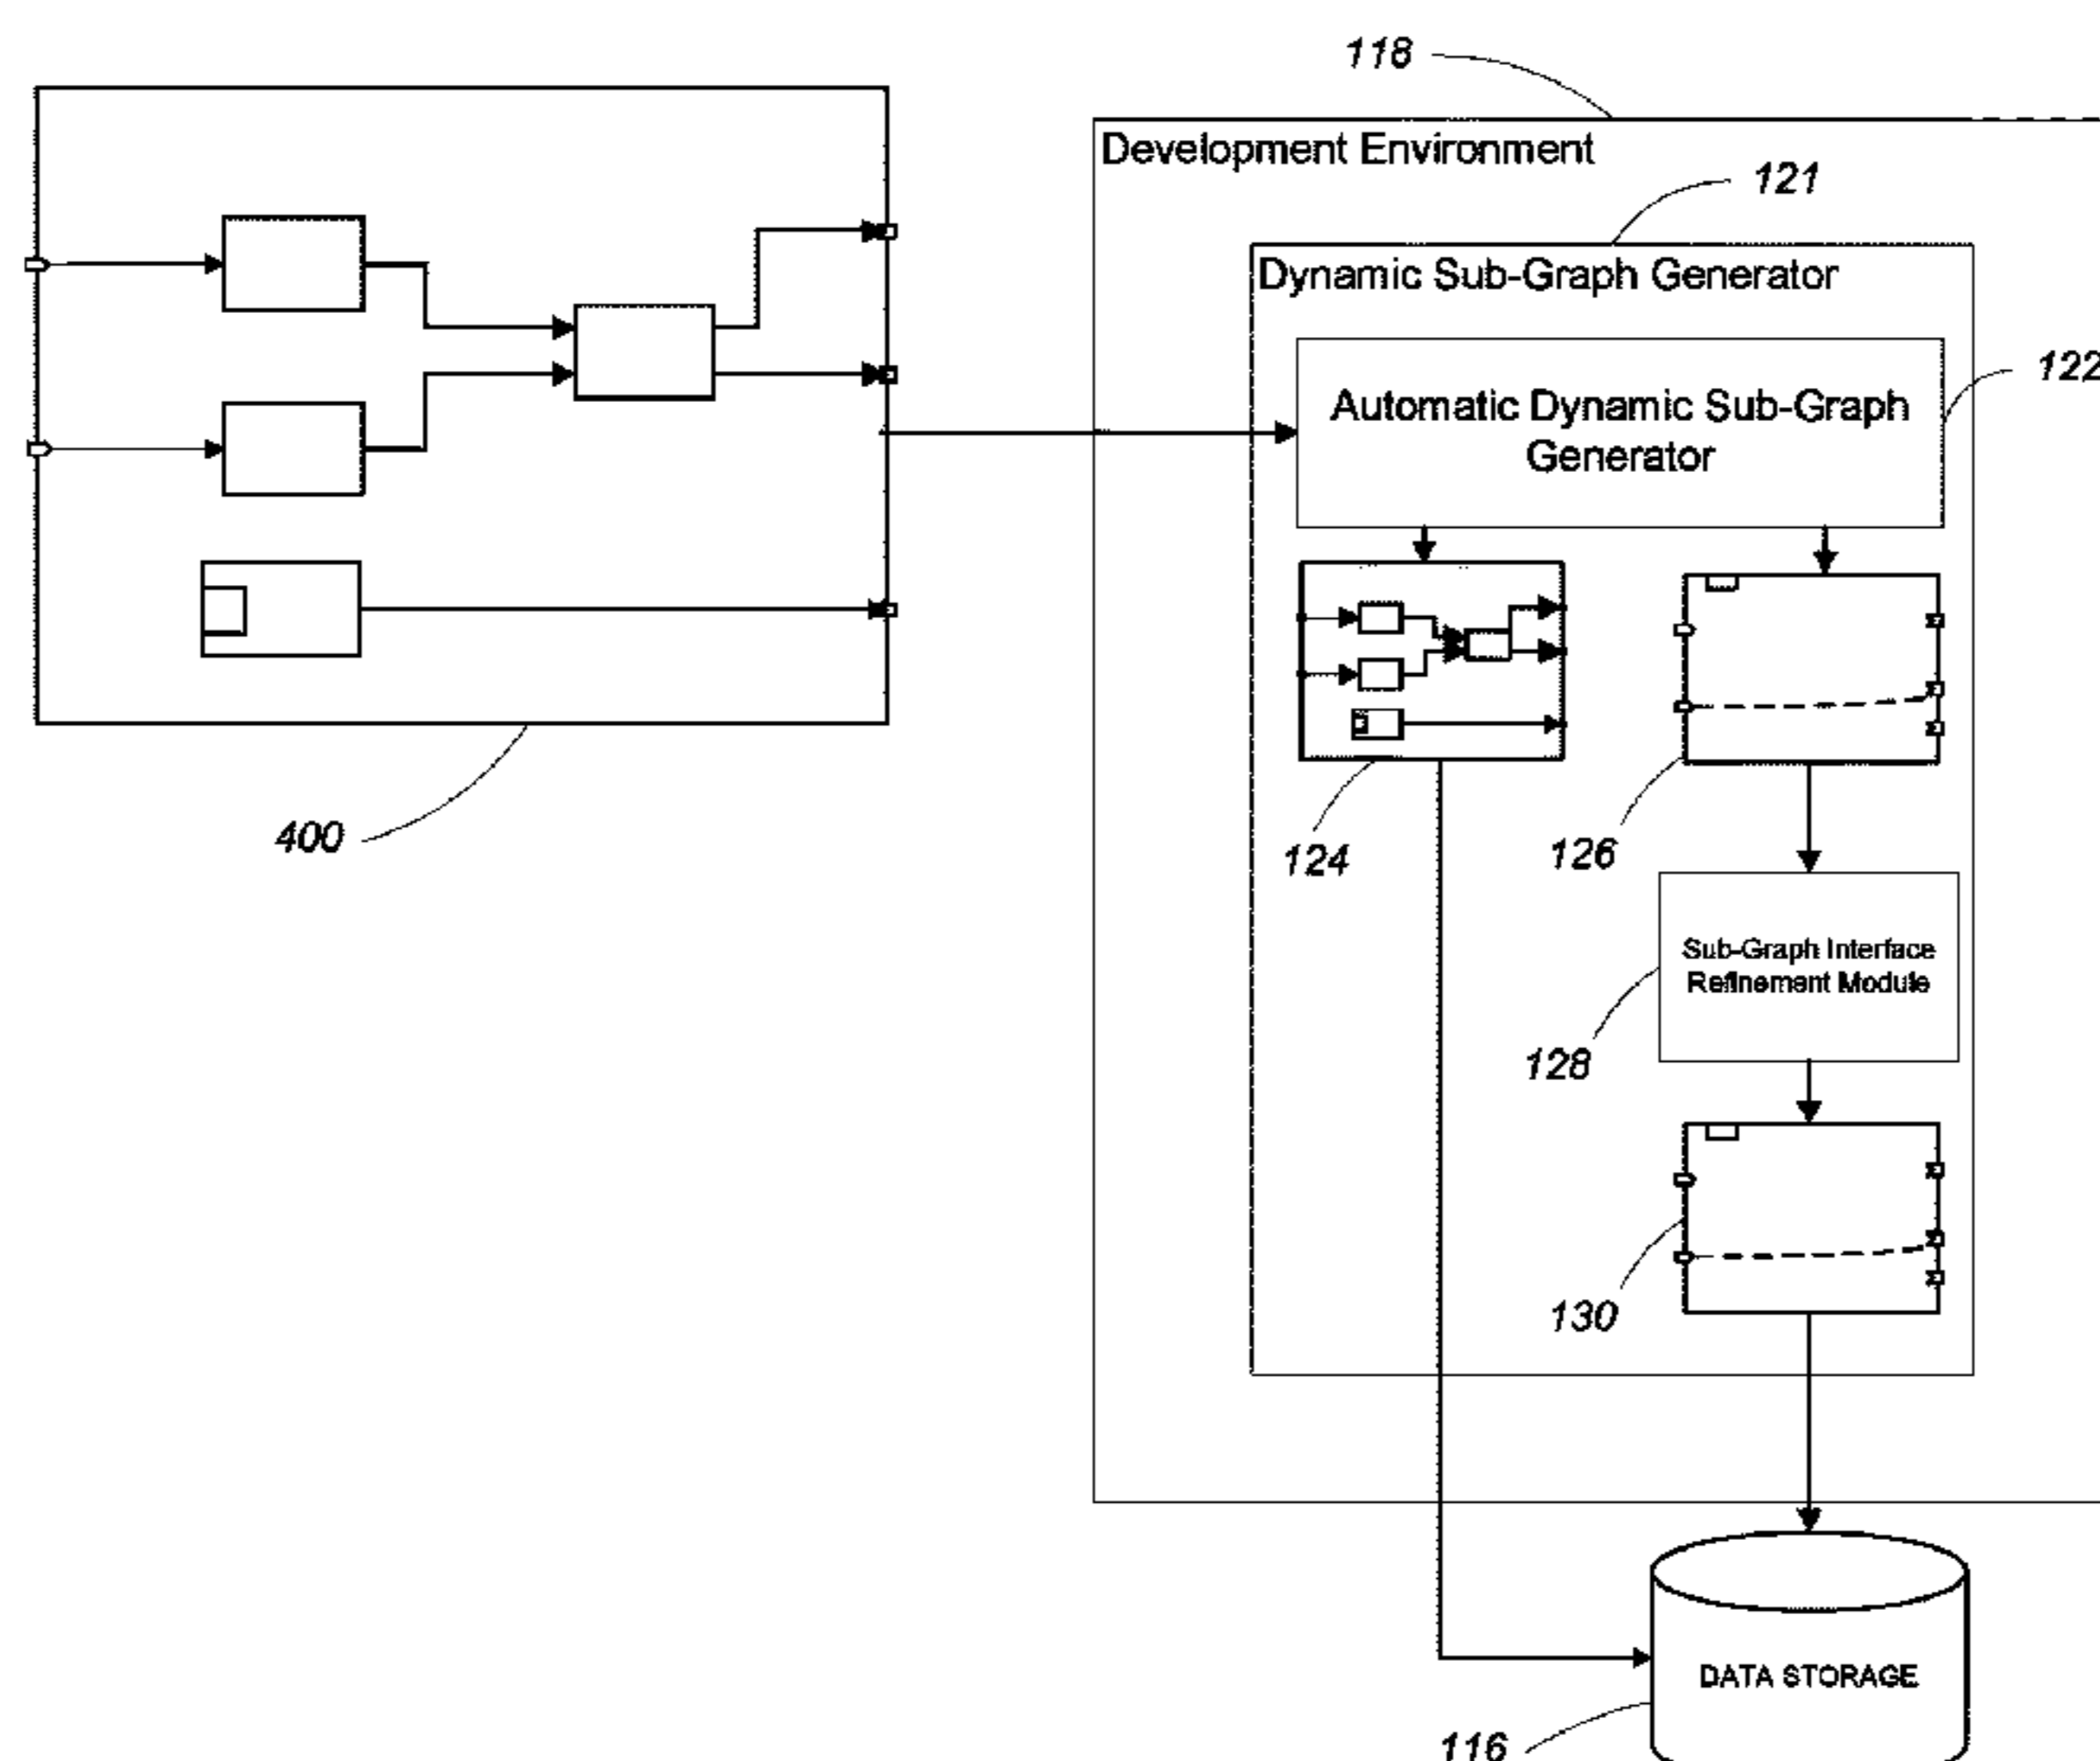 118
Development Environment
121
Dynamic Sub-Graph Generator
122
Automatic Dynamic Sub-Graph
Generator
400
124
126
Sub-Graph Interface
Refinement Module
128
130
DATA STORAGE
116